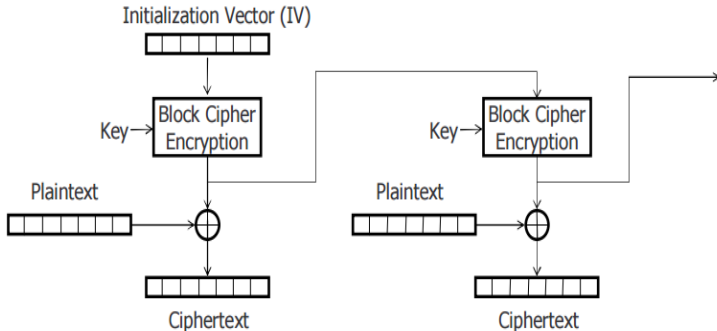 Initialization Vector (IV)
Block Cipher
Encryption
Key
Block Cipher
Encryption
Key
Plaintext
Plaintext
Ciphertext
Ciphertext